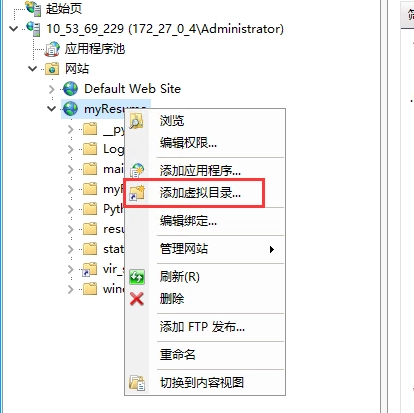 起始页
10_53_69_229 (172_27_0_4\Administrator)
应用程序池
网站
Default Web Site
myResume
浏览
编辑权限...
添加应用程序...
添加虚拟目录...
编辑绑定...
管理网站
刷新(R)
删除
添加 FTP 发布...
重命名
切换到内容视图
__py
Log
mai
myR
Pyth
resu
stat
vir_s
wind